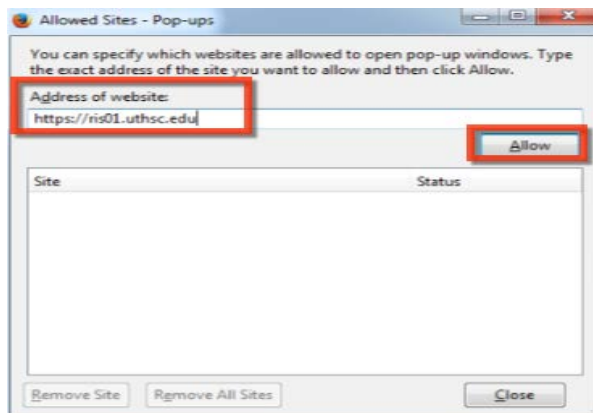 Allowed Sites - Pop-ups
You can specify which websites are allowed to open pop-up windows. Type
the exact address of the site you want to allow and then click Allow.
Address of website:
https://ris01.uthsc.edu
Allow
Site Status
Remove Site Remove All Sites Close